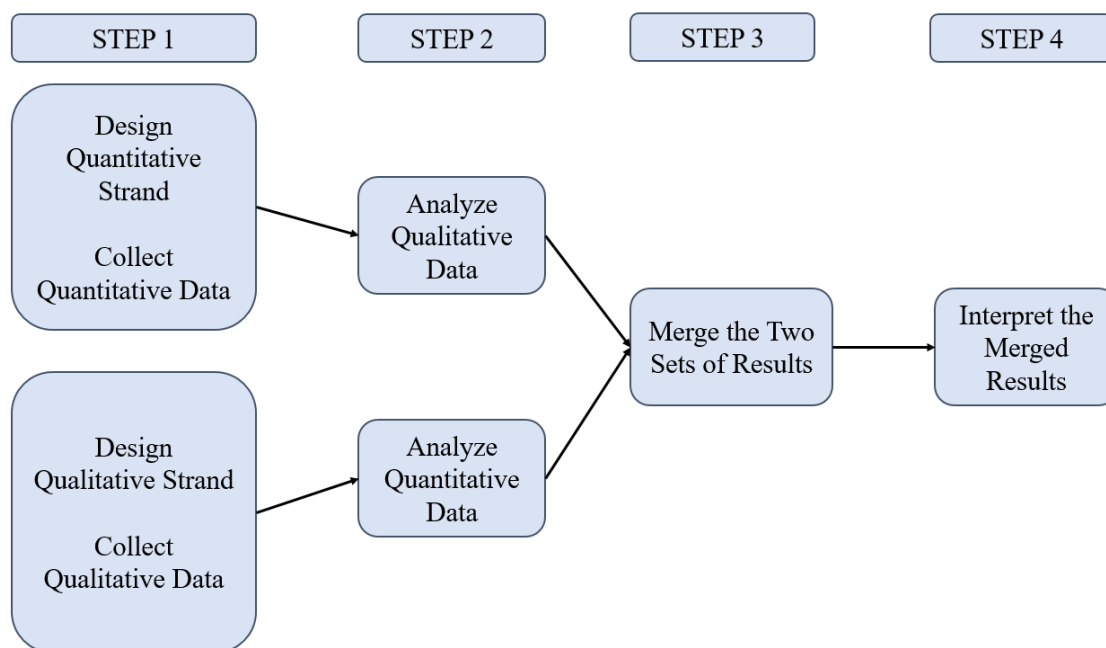 STEP 1
STEP 2
STEP 3
STEP 4
Design
Quantitative
Strand
Collect
Quantitative Data
Analyze
Qualitative
Data
Merge the Two
Sets of Results
Interpret the
Merged
Results
Design
Qualitative Strand
Collect
Qualitative Data
Analyze
Quantitative
Data